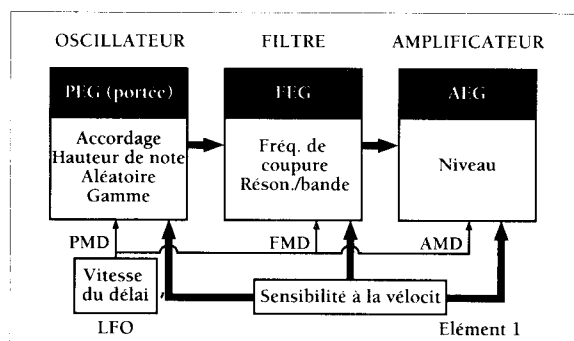 OSCILLATEUR FILTRE AMPLIFICATEUR
PEG (portée) FEG AEG
Accordage
Hauteur de note
Aléatoire
Gamme
Fréq. de
coupure
Réson./bande
Niveau
PMD FMD AMD
Vitesse
du délai
Sensibilité à la vélocit
LFO Elément 1